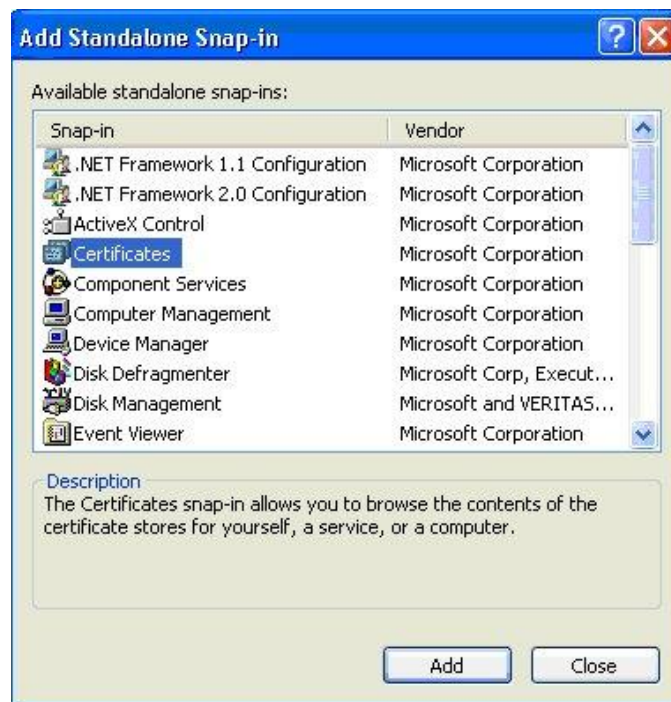 Add Standalone Snap-in
Available standalone snap-ins:
Snap-in Vendor
.NET Framework 1.1 Configuration Microsoft Corporation
.NET Framework 2.0 Configuration Microsoft Corporation
ActiveX Control Microsoft Corporation
Certificates Microsoft Corporation
Component Services Microsoft Corporation
Computer Management Microsoft Corporation
Device Manager Microsoft Corporation
Disk Defragmenter Microsoft Corp, Execut...
Disk Management Microsoft and VERITAS...
Event Viewer Microsoft Corporation
Description
The Certificates snap-in allows you to browse the contents of the
certificate stores for yourself, a service, or a computer.
Add Close